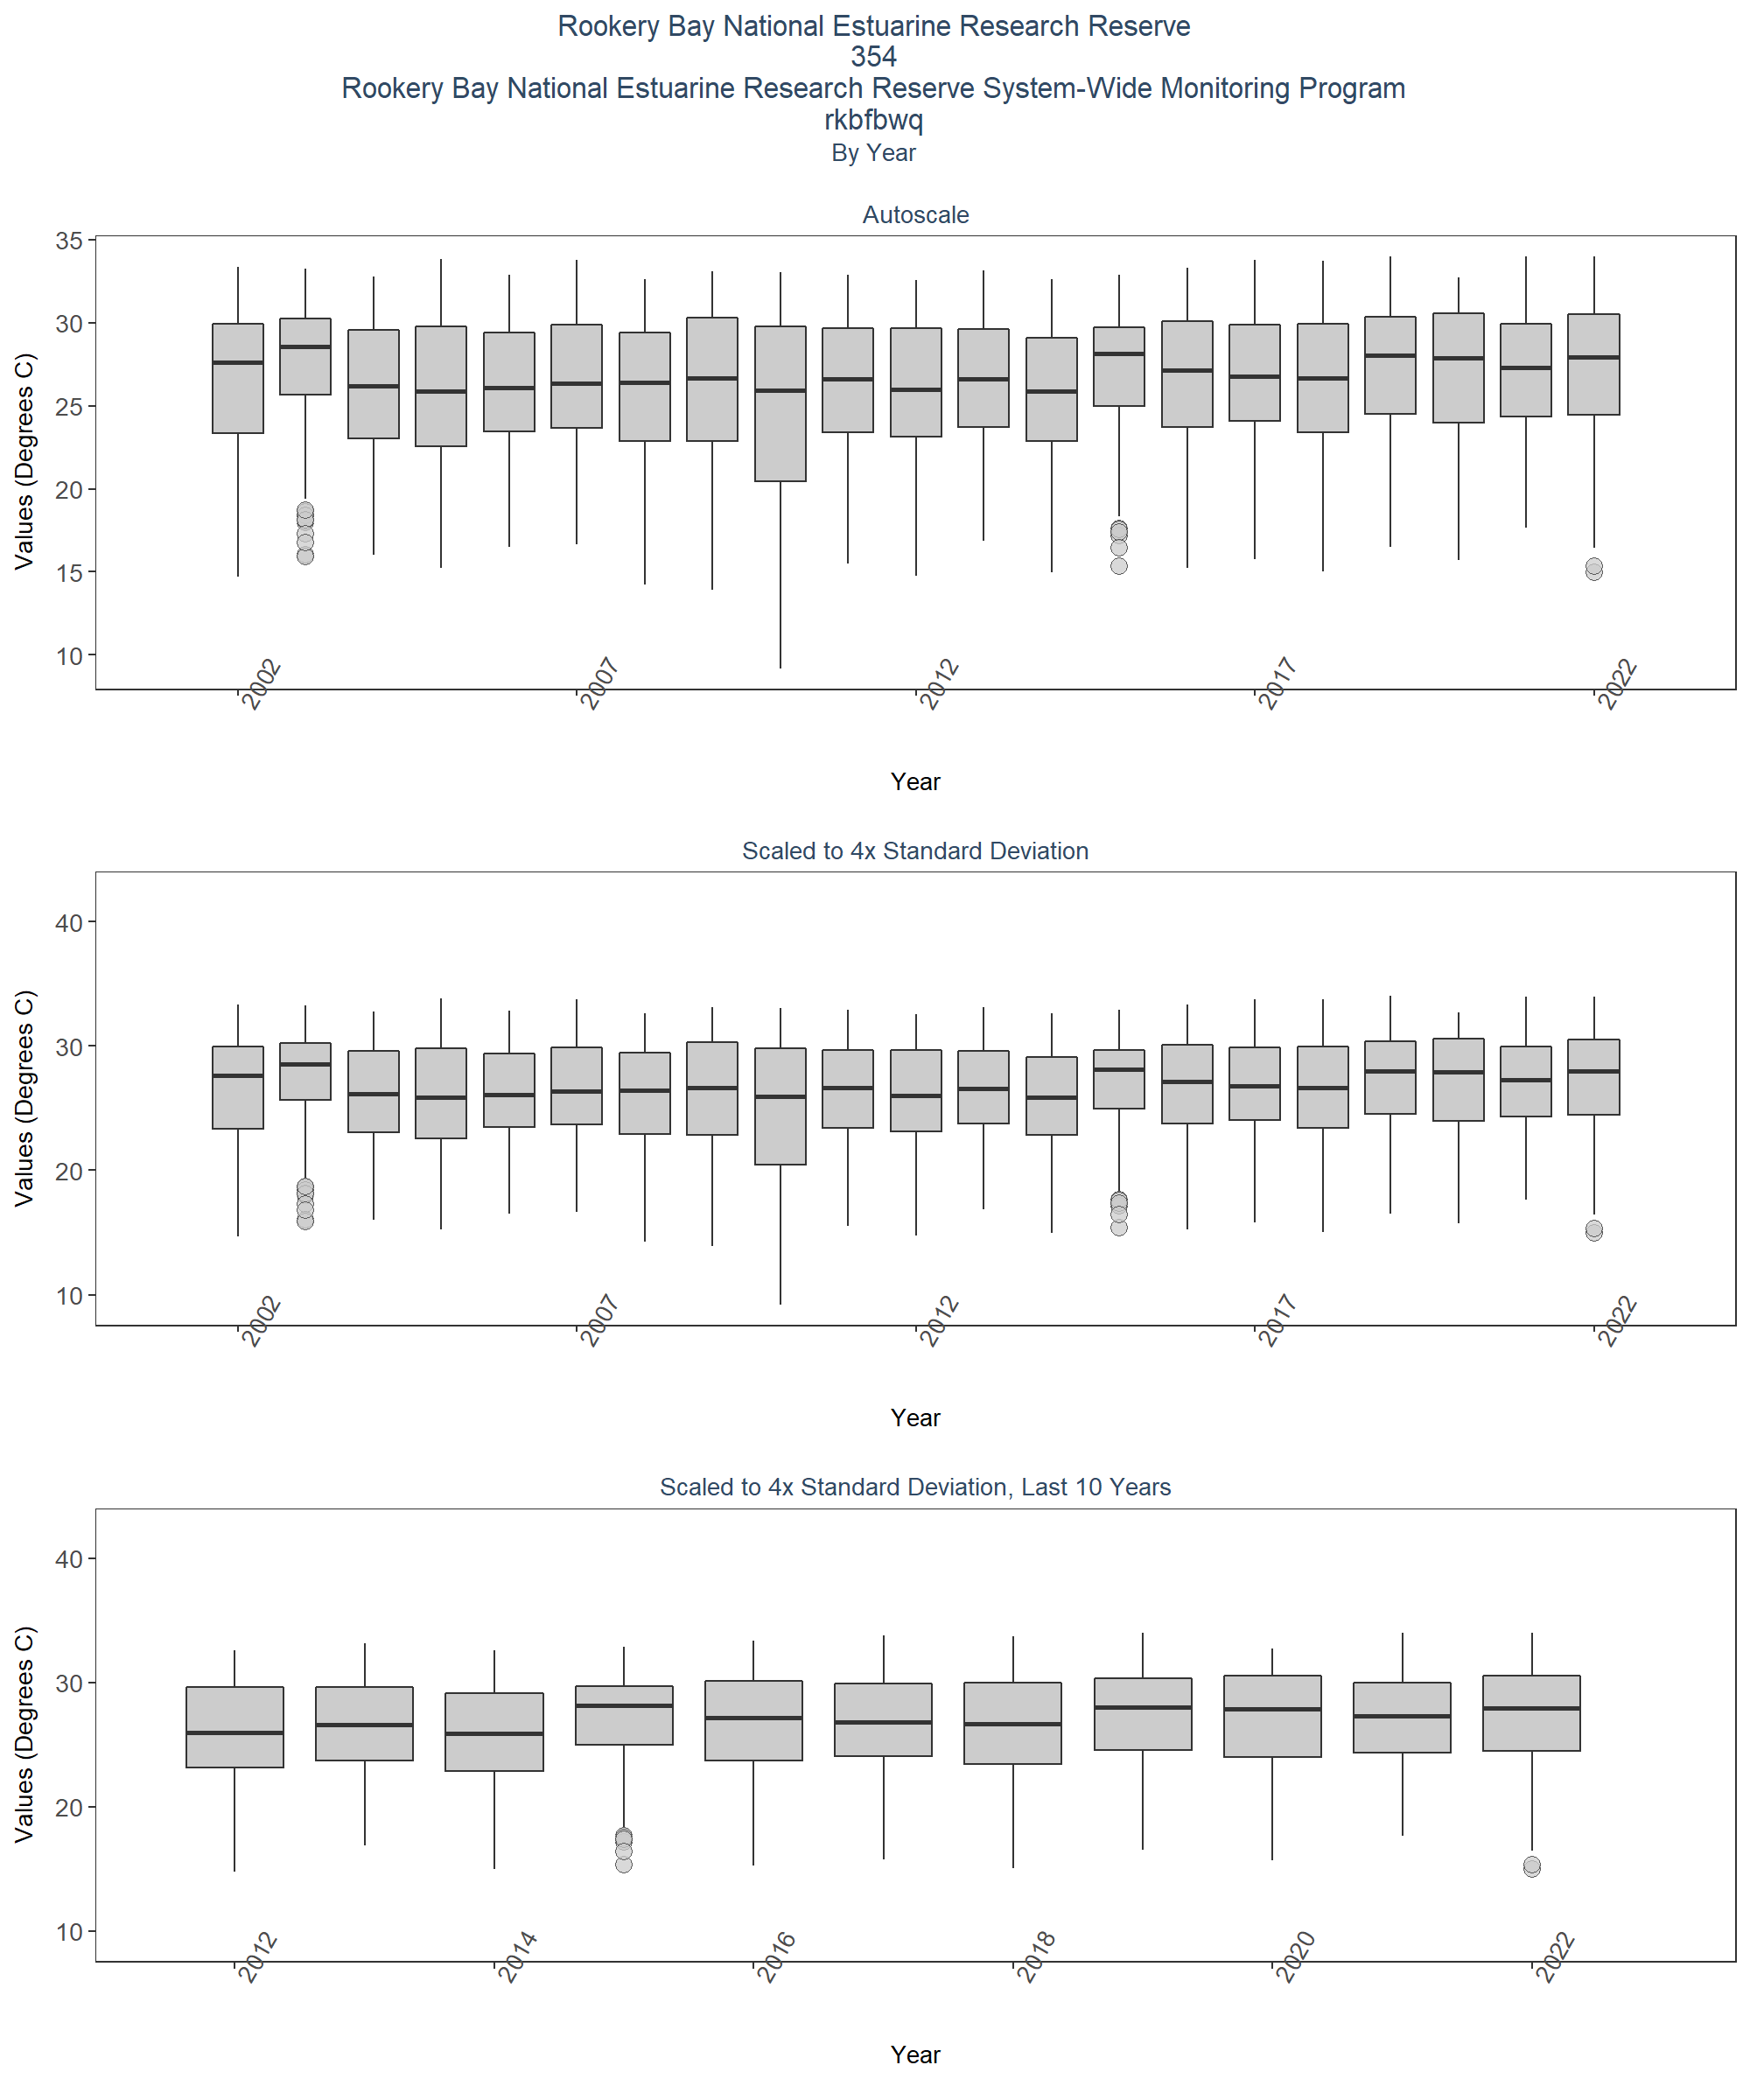 Rookery Bay National Estuarine Research Reserve
354
Rookery Bay National Estuarine Research Reserve System-Wide Monitoring Program
rkbfbwq
By Year
Autoscale
Values (Degrees C)
35
30
25
20
15
10
2002
2007
2012
2017
2022
Year
Scaled to 4x Standard Deviation
Values (Degrees C)
40
30
20
10
2002
2007
2012
2017
2022
Year
Scaled to 4x Standard Deviation, Last 10 Years
Values (Degrees C)
40
30
20
10
2012
2014
2016
2018
2020
2022
Year